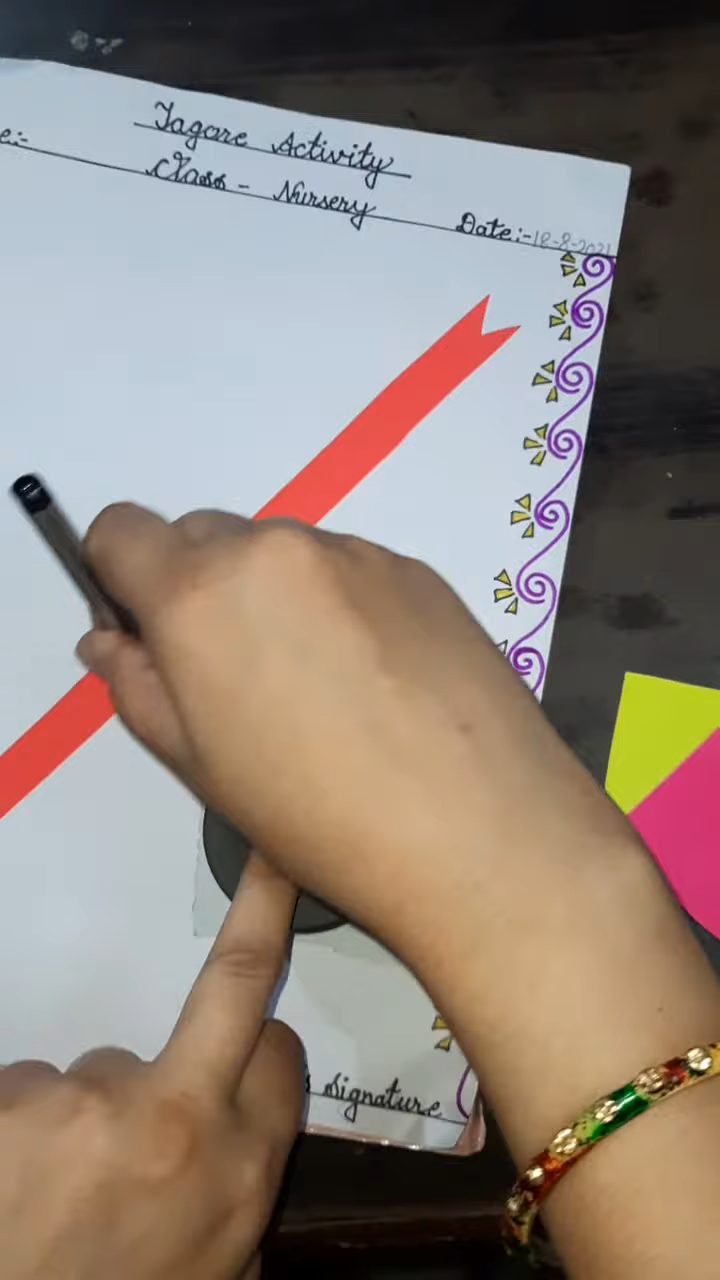 Tagore Activity
e:-
Class - Nursery
Date:- 18-8-2021
Signature